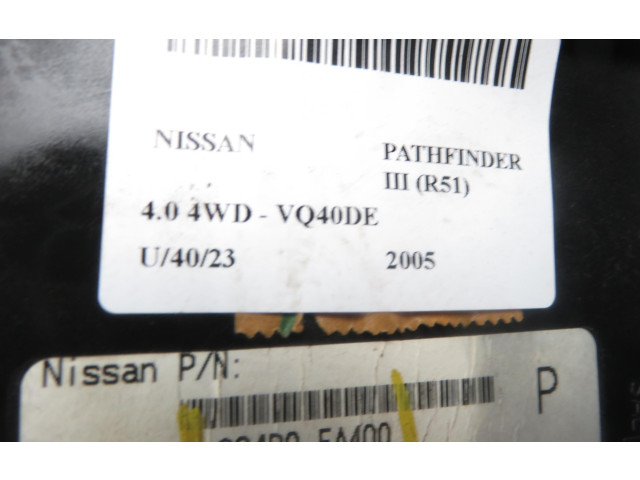 NISSAN PATHFINDER
III (R51)
4.0 4WD - VQ40DE
U/40/23 2005
Nissan P/N:
P